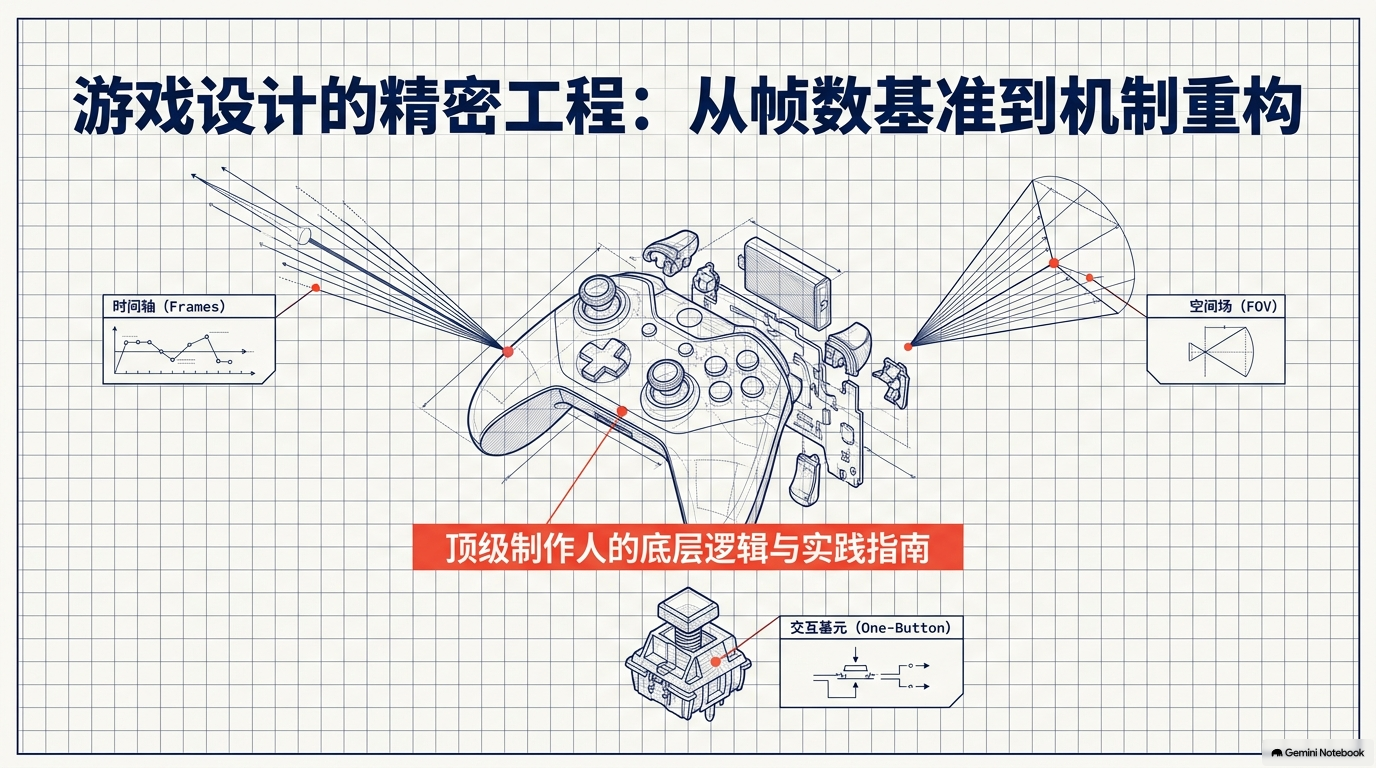 游戏设计的精密工程：从帧数基准到机制重构
时间轴（Frames）
空间场（FOV）
顶级制作人的底层逻辑与实践指南
交互基元（One-Button）
Gemini Notebook